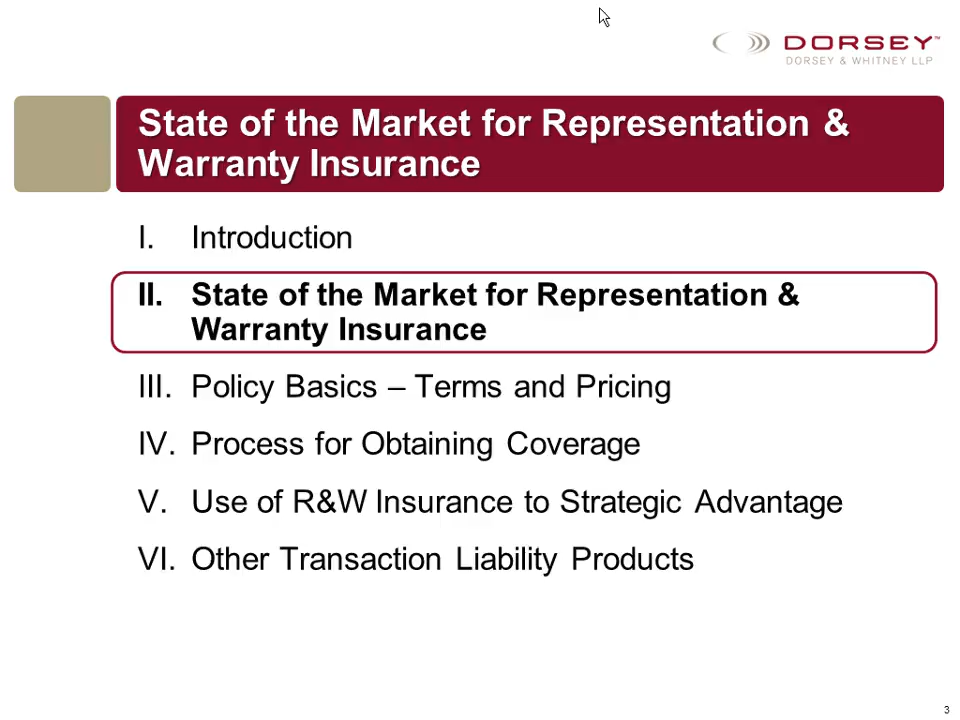 DORSEY™
DORSEY & WHITNEY LLP
State of the Market for Representation &
Warranty Insurance
I. Introduction
II. State of the Market for Representation &
Warranty Insurance
III. Policy Basics – Terms and Pricing
IV. Process for Obtaining Coverage
V. Use of R&W Insurance to Strategic Advantage
VI. Other Transaction Liability Products
3